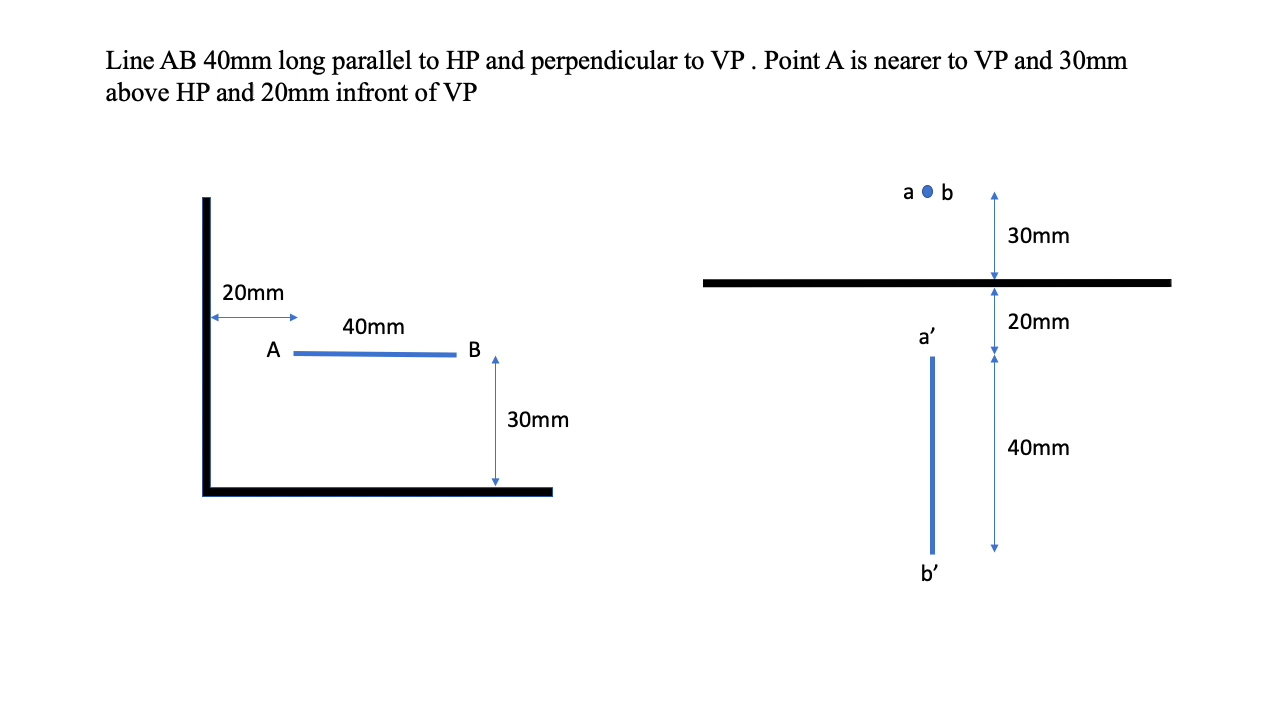 Line AB 40mm long parallel to HP and perpendicular to VP . Point A is nearer to VP and 30mm
above HP and 20mm infront of VP
20mm
40mm
A
B
30mm
a
b
30mm
20mm
a’
40mm
b’